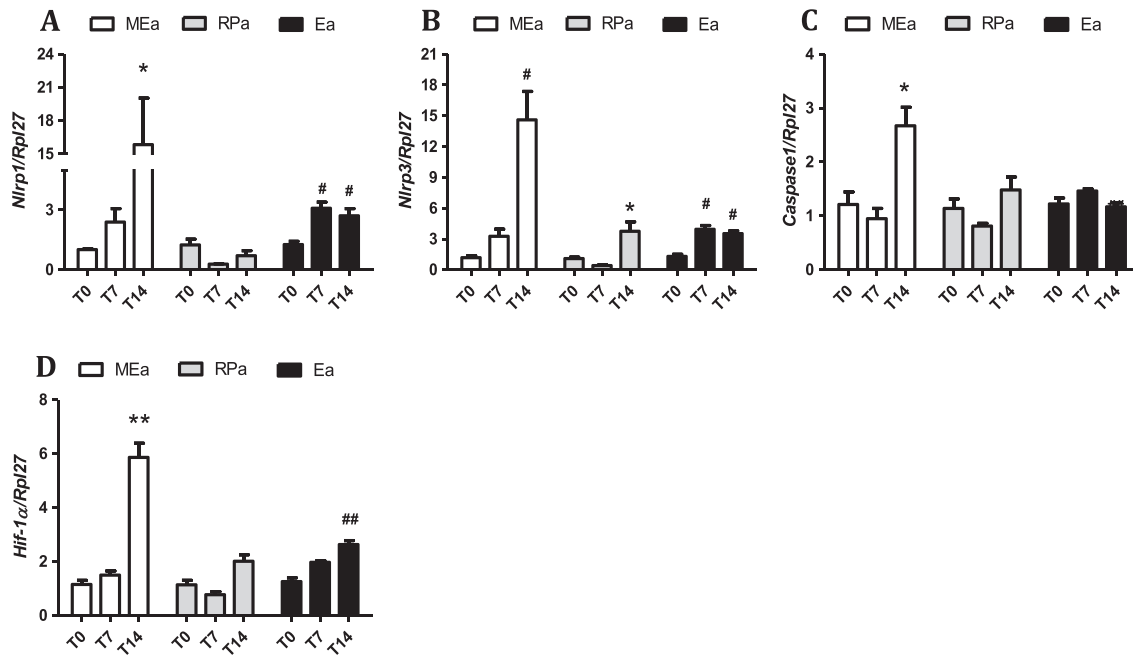 A MEa RPa Ea
Nlrp1/Rpl27
24
21
18
15
3
0
*
# #
T0 T7 T14 T0 T7 T14 T0 T7 T14
B MEa RPa Ea
Nlrp3/Rpl27
21
18
15
12
9
6
3
0
#
*
# #
T0 T7 T14 T0 T7 T14 T0 T7 T14
C MEa RPa Ea
Caspase1/Rpl27
4
3
2
1
0
*
T0 T7 T14 T0 T7 T14 T0 T7 T14
D MEa RPa Ea
Hif-1α/Rpl27
8
6
4
2
0
**
##
T0 T7 T14 T0 T7 T14 T0 T7 T14